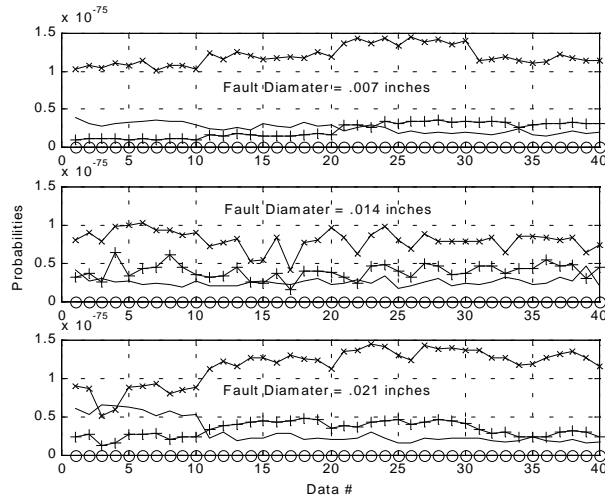 x 10 -75
1.5
1
0.5
0
Fault Diamater = .007 inches
0 5 10 15 20 25 30 35 40
x 10 -75
1.5
1
0.5
0
Fault Diamater = .014 inches
0 5 10 15 20 25 30 35 40
Probabilities
x 10 -75
1.5
1
0.5
0
Fault Diamater = .021 inches
0 5 10 15 20 25 30 35 40
Data #